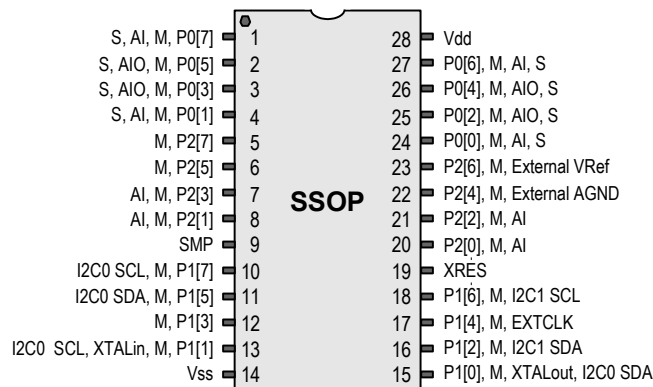 S, AI, M, P0[7] 1 28 Vdd
S, AIO, M, P0[5] 2 27 P0[6], M, AI, S
S, AIO, M, P0[3] 3 26 P0[4], M, AIO, S
S, AI, M, P0[1] 4 25 P0[2], M, AIO, S
M, P2[7] 5 24 P0[0], M, AI, S
M, P2[5] 6 23 P2[6], M, External VRef
AI, M, P2[3] 7 SSOP 22 P2[4], M, External AGND
AI, M, P2[1] 8 21 P2[2], M, AI
SMP 9 20 P2[0], M, AI
I2C0 SCL, M, P1[7] 10 19 XRES
I2C0 SDA, M, P1[5] 11 18 P1[6], M, I2C1 SCL
M, P1[3] 12 17 P1[4], M, EXTCLK
I2C0 SCL, XTALin, M, P1[1] 13 16 P1[2], M, I2C1 SDA
Vss 14 15 P1[0], M, XTALout, I2C0 SDA